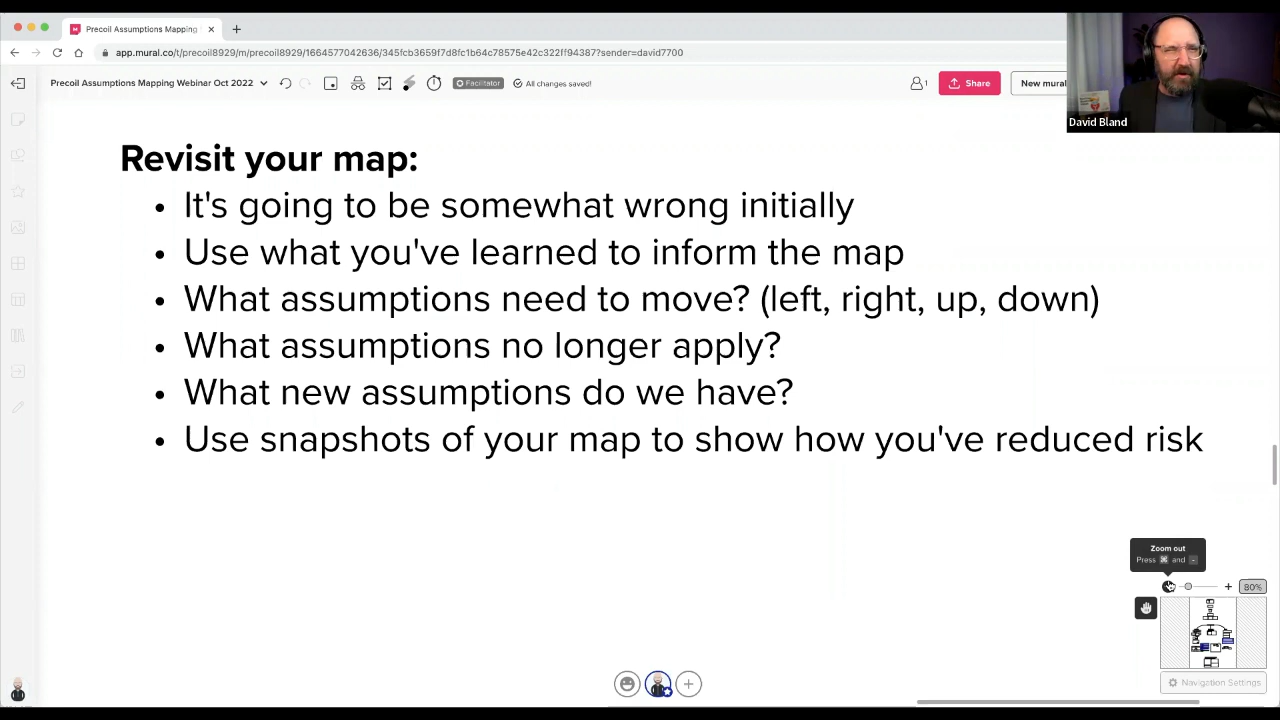 Precoil Assumptions Mapping
app.mural.co/t/precoil8929/m/precoil8929/1664577042636/345fcb3659f7d8fc1b64c78575e42c322ff94387?sender=david7700
Precoil Assumptions Mapping Webinar Oct 2022
Facilitator
All changes saved!
1
Share
New mural
David Bland
Revisit your map:
• It's going to be somewhat wrong initially
• Use what you've learned to inform the map
• What assumptions need to move? (left, right, up, down)
• What assumptions no longer apply?
• What new assumptions do we have?
• Use snapshots of your map to show how you've reduced risk
Zoom out
Press ⌘ and -
80%
Navigation Settings